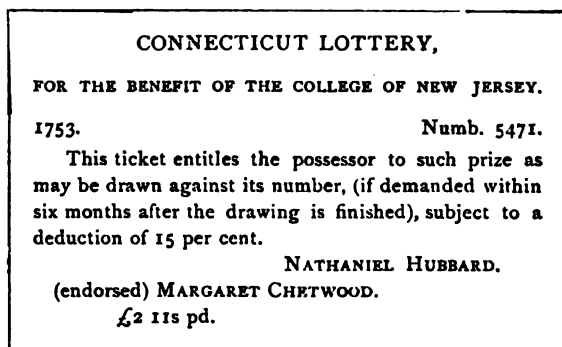 CONNECTICUT LOTTERY,
FOR THE BENEFIT OF THE COLLEGE OF NEW JERSEY.
1753. Numb. 5471.
This ticket entitles the possessor to such prize as
may be drawn against its number, (if demanded within
six months after the drawing is finished), subject to a
deduction of 15 per cent.
NATHANIEL HUBBARD.
(endorsed) MARGARET CHETWOOD.
£2 11s pd.